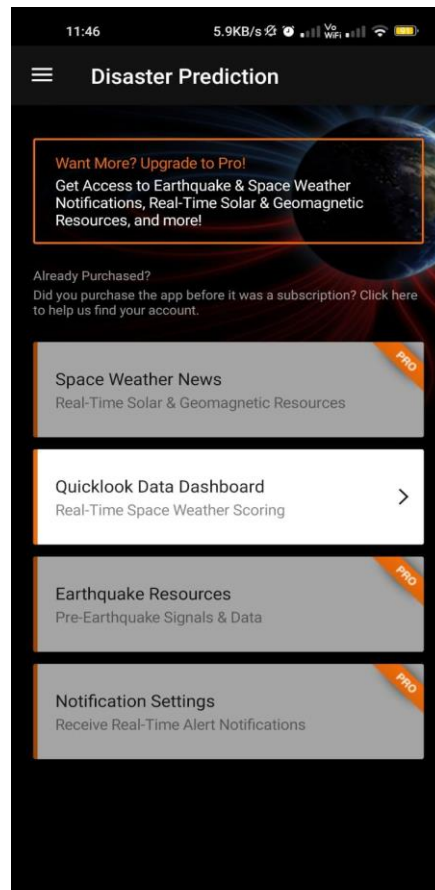 11:46
5.9KB/s
Vo
WiFi
Disaster Prediction
Want More? Upgrade to Pro!
Get Access to Earthquake & Space Weather
Notifications, Real-Time Solar & Geomagnetic
Resources, and more!
Already Purchased?
Did you purchase the app before it was a subscription? Click here
to help us find your account.
PRO
Space Weather News
Real-Time Solar & Geomagnetic Resources
Quicklook Data Dashboard
Real-Time Space Weather Scoring
PRO
Earthquake Resources
Pre-Earthquake Signals & Data
PRO
Notification Settings
Receive Real-Time Alert Notifications